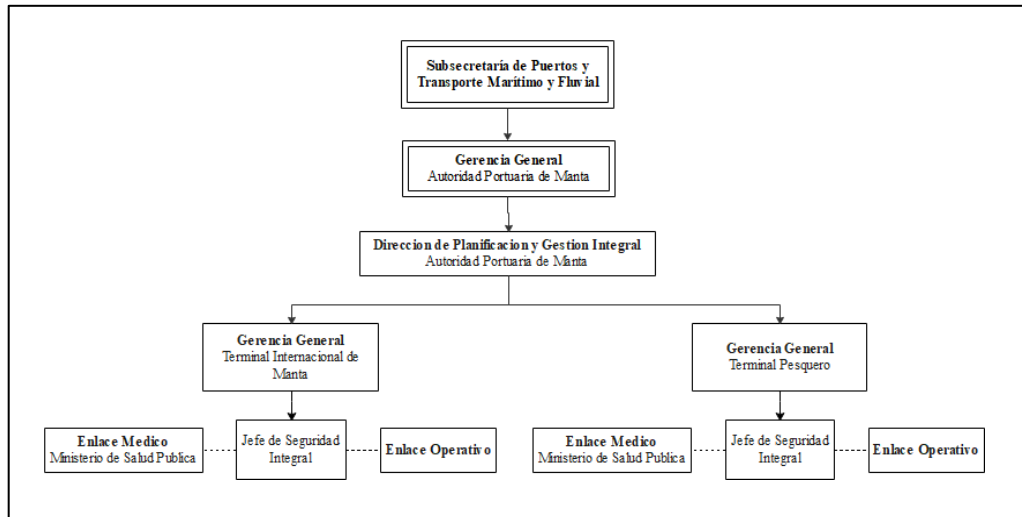 Subsecretaría de Puertos y
Transporte Marítimo y Fluvial
Gerencia General
Autoridad Portuaria de Manta
Direccion de Planificacion y Gestion Integral
Autoridad Portuaria de Manta
Gerencia General
Terminal Internacional de
Manta
Gerencia General
Terminal Pesquero
Enlace Medico
Ministerio de Salud Publica
Jefe de Seguridad
Integral
Enlace Operativo
Enlace Medico
Ministerio de Salud Publica
Jefe de Seguridad
Integral
Enlace Operativo